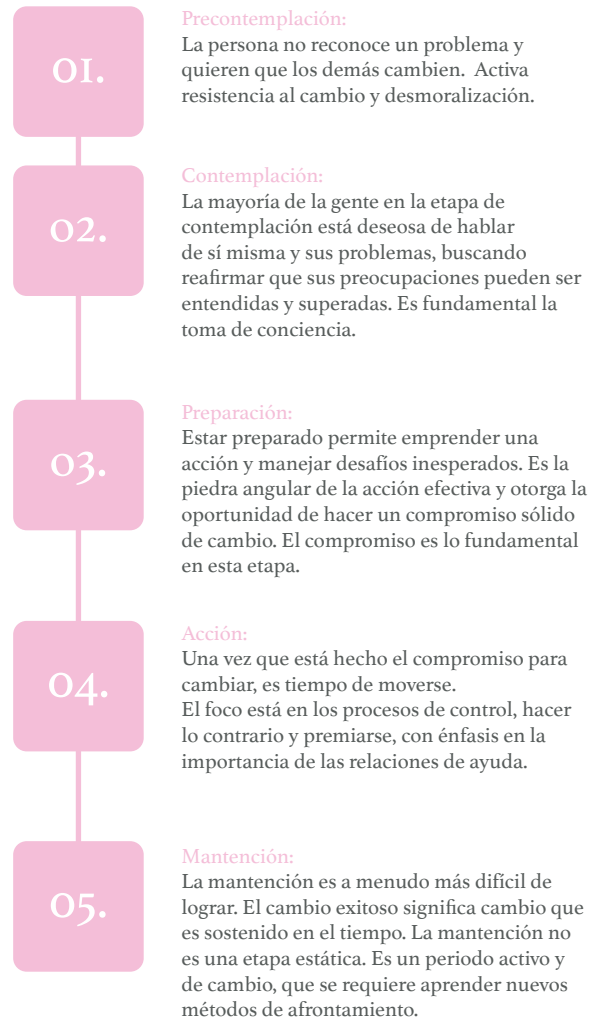 01.
Precontemplación:
La persona no reconoce un problema y
quieren que los demás cambien.  Activa
resistencia al cambio y desmoralización.
02.
Contemplación:
La mayoría de la gente en la etapa de
contemplación está deseosa de hablar
de sí misma y sus problemas, buscando
reafirmar que sus preocupaciones pueden ser
entendidas y superadas. Es fundamental la
toma de conciencia.
03.
Preparación:
Estar preparado permite emprender una
acción y manejar desafíos inesperados. Es la
piedra angular de la acción efectiva y otorga la
oportunidad de hacer un compromiso sólido
de cambio. El compromiso es lo fundamental
en esta etapa.
04.
Acción:
Una vez que está hecho el compromiso para
cambiar, es tiempo de moverse.
El foco está en los procesos de control, hacer
lo contrario y premiarse, con énfasis en la
importancia de las relaciones de ayuda.
05.
Mantención:
La mantención es a menudo más difícil de
lograr. El cambio exitoso significa cambio que
es sostenido en el tiempo. La mantención no
es una etapa estática. Es un periodo activo y
de cambio, que se requiere aprender nuevos
métodos de afrontamiento.